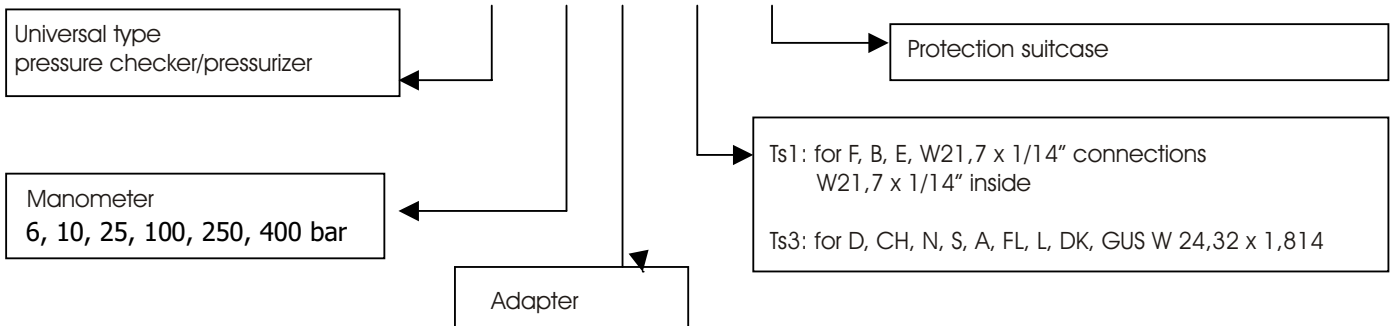 Universal type
pressure checker/pressurizer
Protection suitcase
Ts1: for F, B, E, W21,7 x 1/14” connections
W21,7 x 1/14” inside
Manometer
6, 10, 25, 100, 250, 400 bar
Ts3: for D, CH, N, S, A, FL, L, DK, GUS W 24,32 x 1,814
Adapter